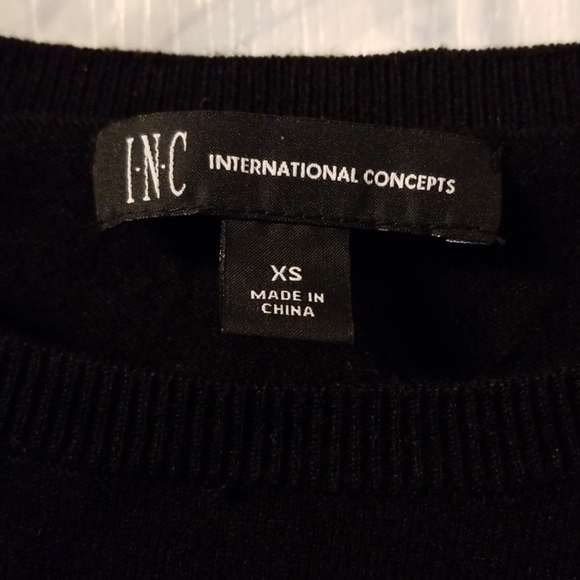 I·N·C INTERNATIONAL CONCEPTS
XS
MADE IN
CHINA